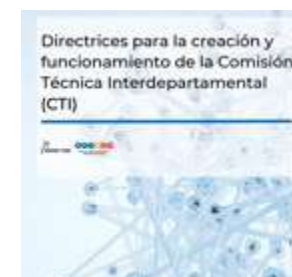 Directrices para la creación y
funcionamiento de la Comisión
Técnica Interdepartamental
(CTI)